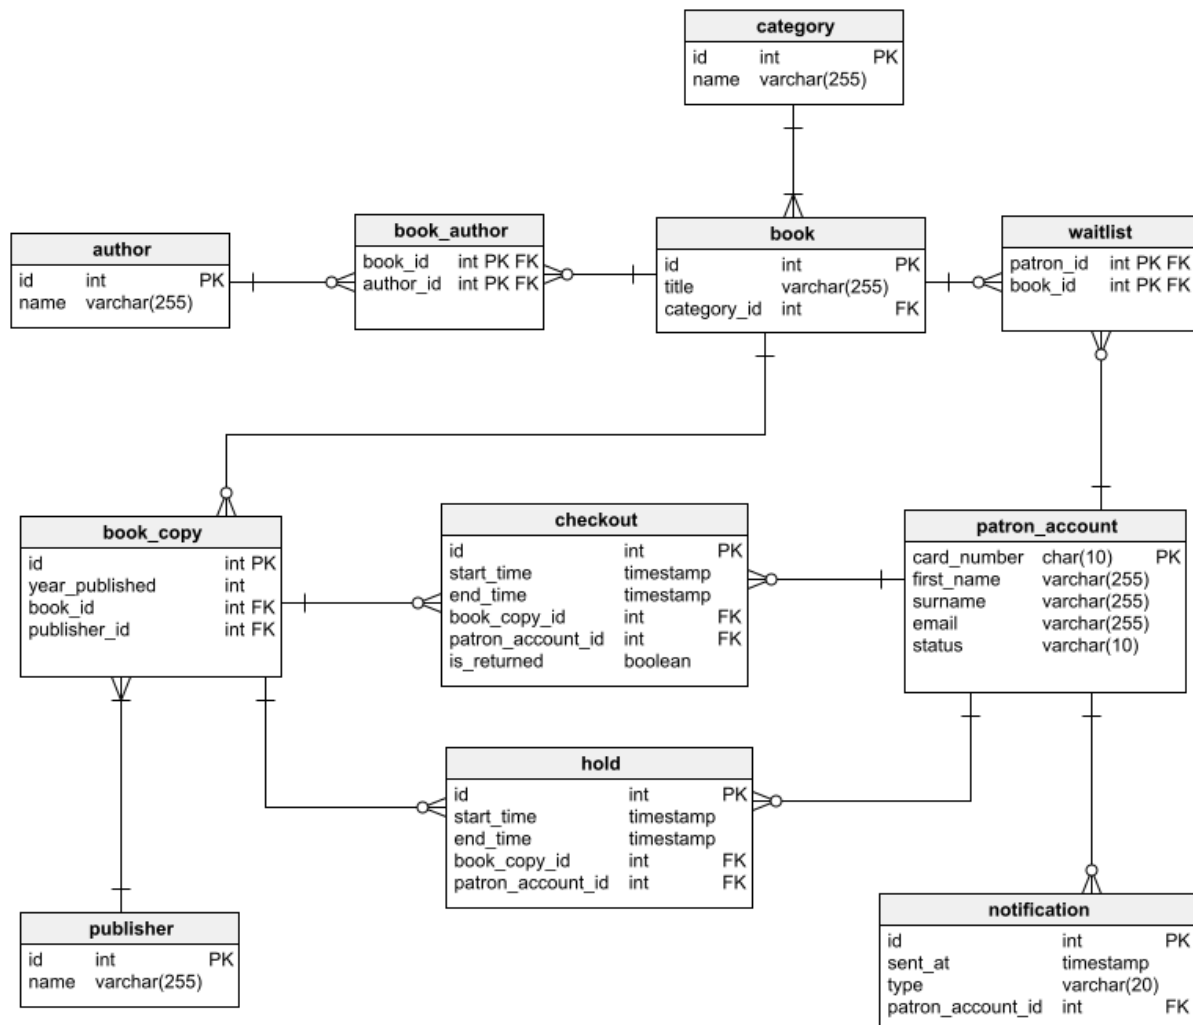 category
id int PK
name varchar(255)
author
id int PK
name varchar(255)
book_author
book_id int PK FK
author_id int PK FK
book
id int PK
title varchar(255)
category_id int FK
waitlist
patron_id int PK FK
book_id int PK FK
book_copy
id int PK
year_published int
book_id int FK
publisher_id int FK
checkout
id int PK
start_time timestamp
end_time timestamp
book_copy_id int FK
patron_account_id int FK
is_returned boolean
patron_account
card_number char(10) PK
first_name varchar(255)
surname varchar(255)
email varchar(255)
status varchar(10)
hold
id int PK
start_time timestamp
end_time timestamp
book_copy_id int FK
patron_account_id int FK
publisher
id int PK
name varchar(255)
notification
id int PK
sent_at timestamp
type varchar(20)
patron_account_id int FK